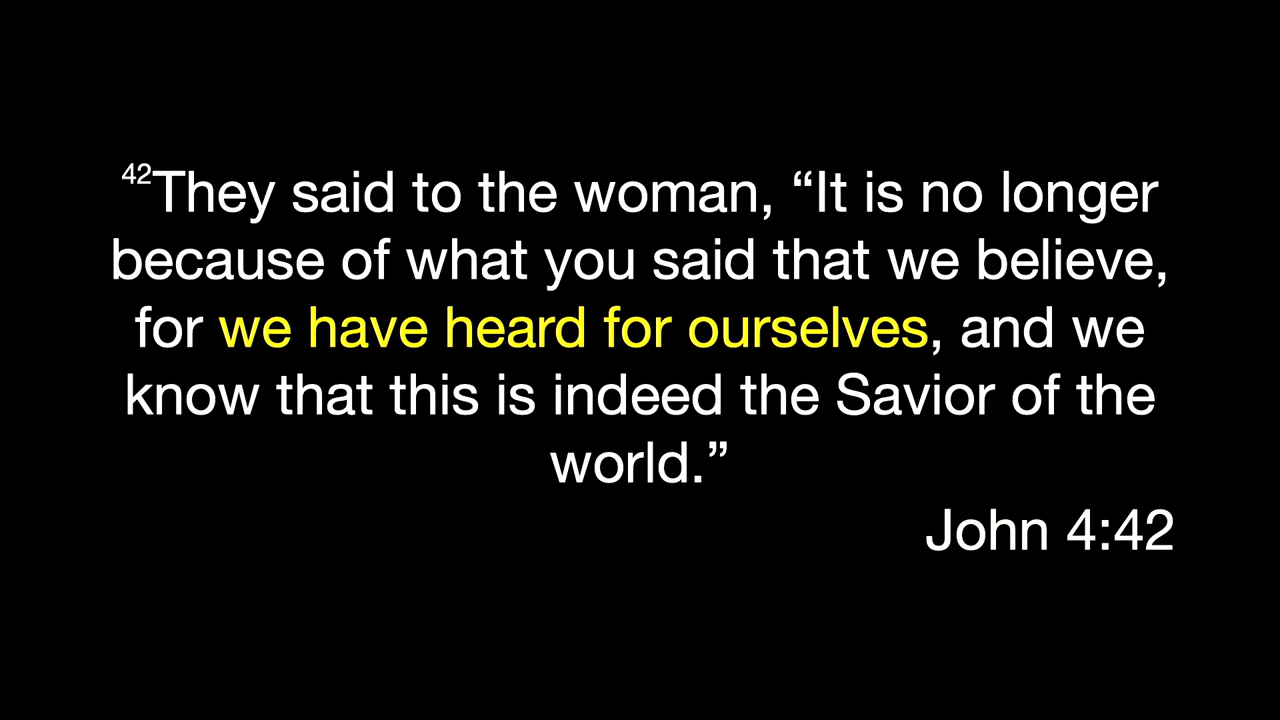 42They said to the woman, “It is no longer
because of what you said that we believe,
for we have heard for ourselves, and we
know that this is indeed the Savior of the
world.”
John 4:42